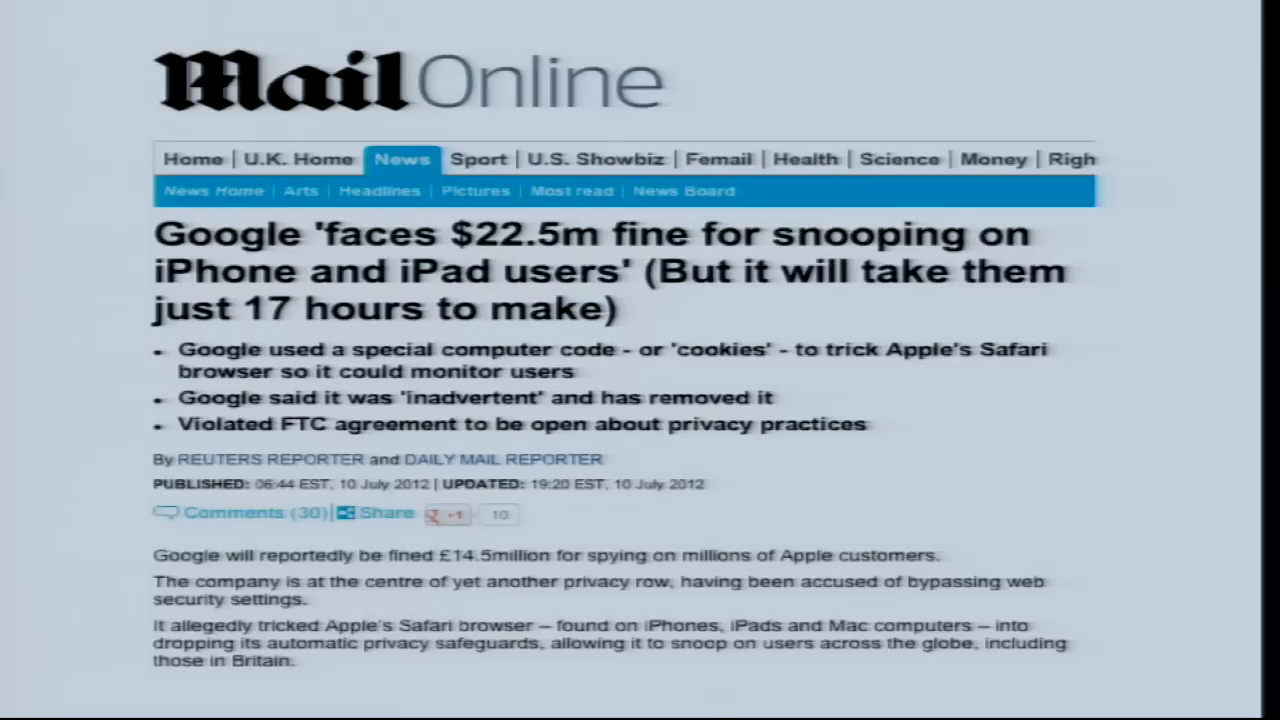 Mail Online
Home | U.K. Home | News | Sport | U.S. Showbiz | Femail | Health | Science | Money | Righ
News Home | Arts | Headlines | Pictures | Most read | News Board
Google 'faces $22.5m fine for snooping on
iPhone and iPad users' (But it will take them
just 17 hours to make)
• Google used a special computer code - or 'cookies' - to trick Apple's Safari
browser so it could monitor users
• Google said it was 'inadvertent' and has removed it
• Violated FTC agreement to be open about privacy practices
By REUTERS REPORTER and DAILY MAIL REPORTER
PUBLISHED: 06:44 EST, 10 July 2012 | UPDATED: 19:20 EST, 10 July 2012
Comments (30) | Share +1 10
Google will reportedly be fined £14.5million for spying on millions of Apple customers.
The company is at the centre of yet another privacy row, having been accused of bypassing web
security settings.
It allegedly tricked Apple's Safari browser – found on iPhones, iPads and Mac computers – into
dropping its automatic privacy safeguards, allowing it to snoop on users across the globe, including
those in Britain.